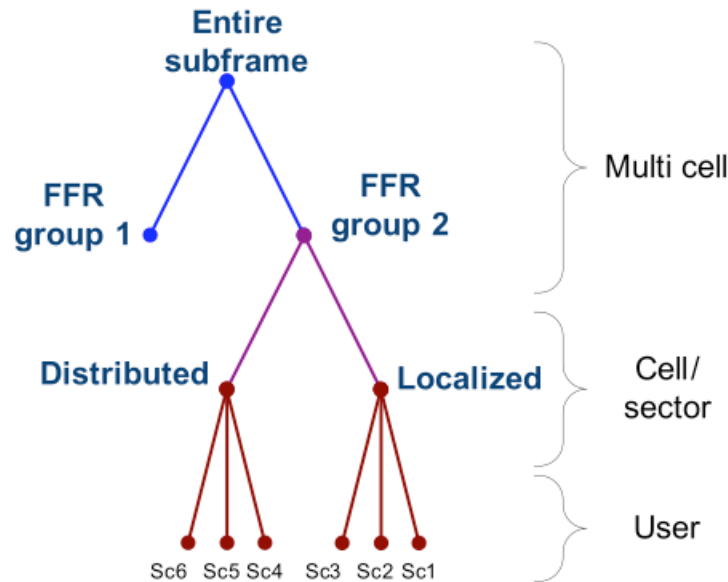 Entire
subframe
Multi cell
FFR
group 1
FFR
group 2
Distributed
Localized
Cell/
sector
Sc6 Sc5 Sc4 Sc3 Sc2 Sc1
User